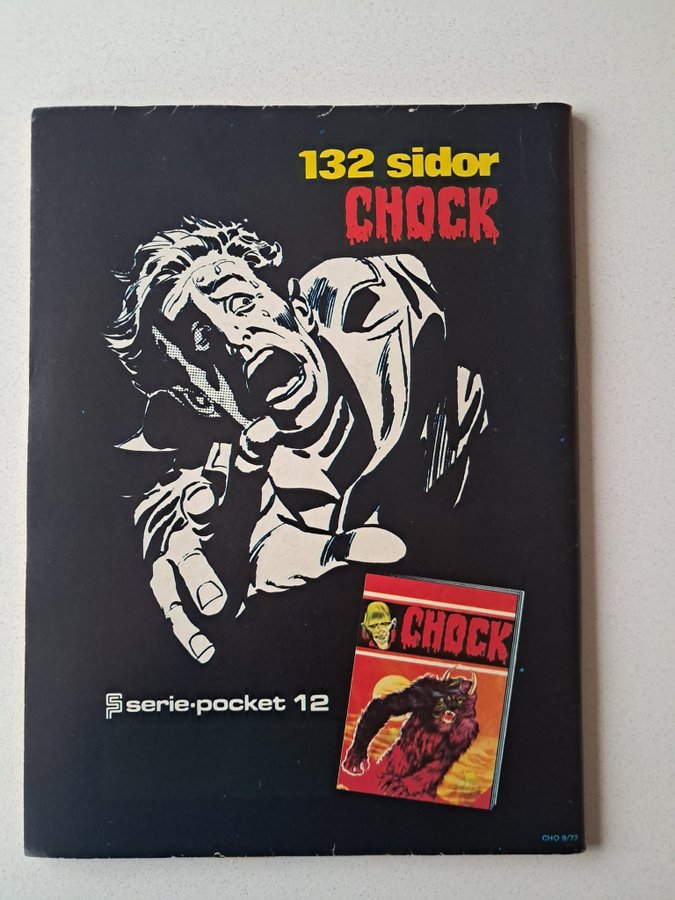 132 sidor
CHOCK
CHOCK
serie-pocket 12
CHO 9/73